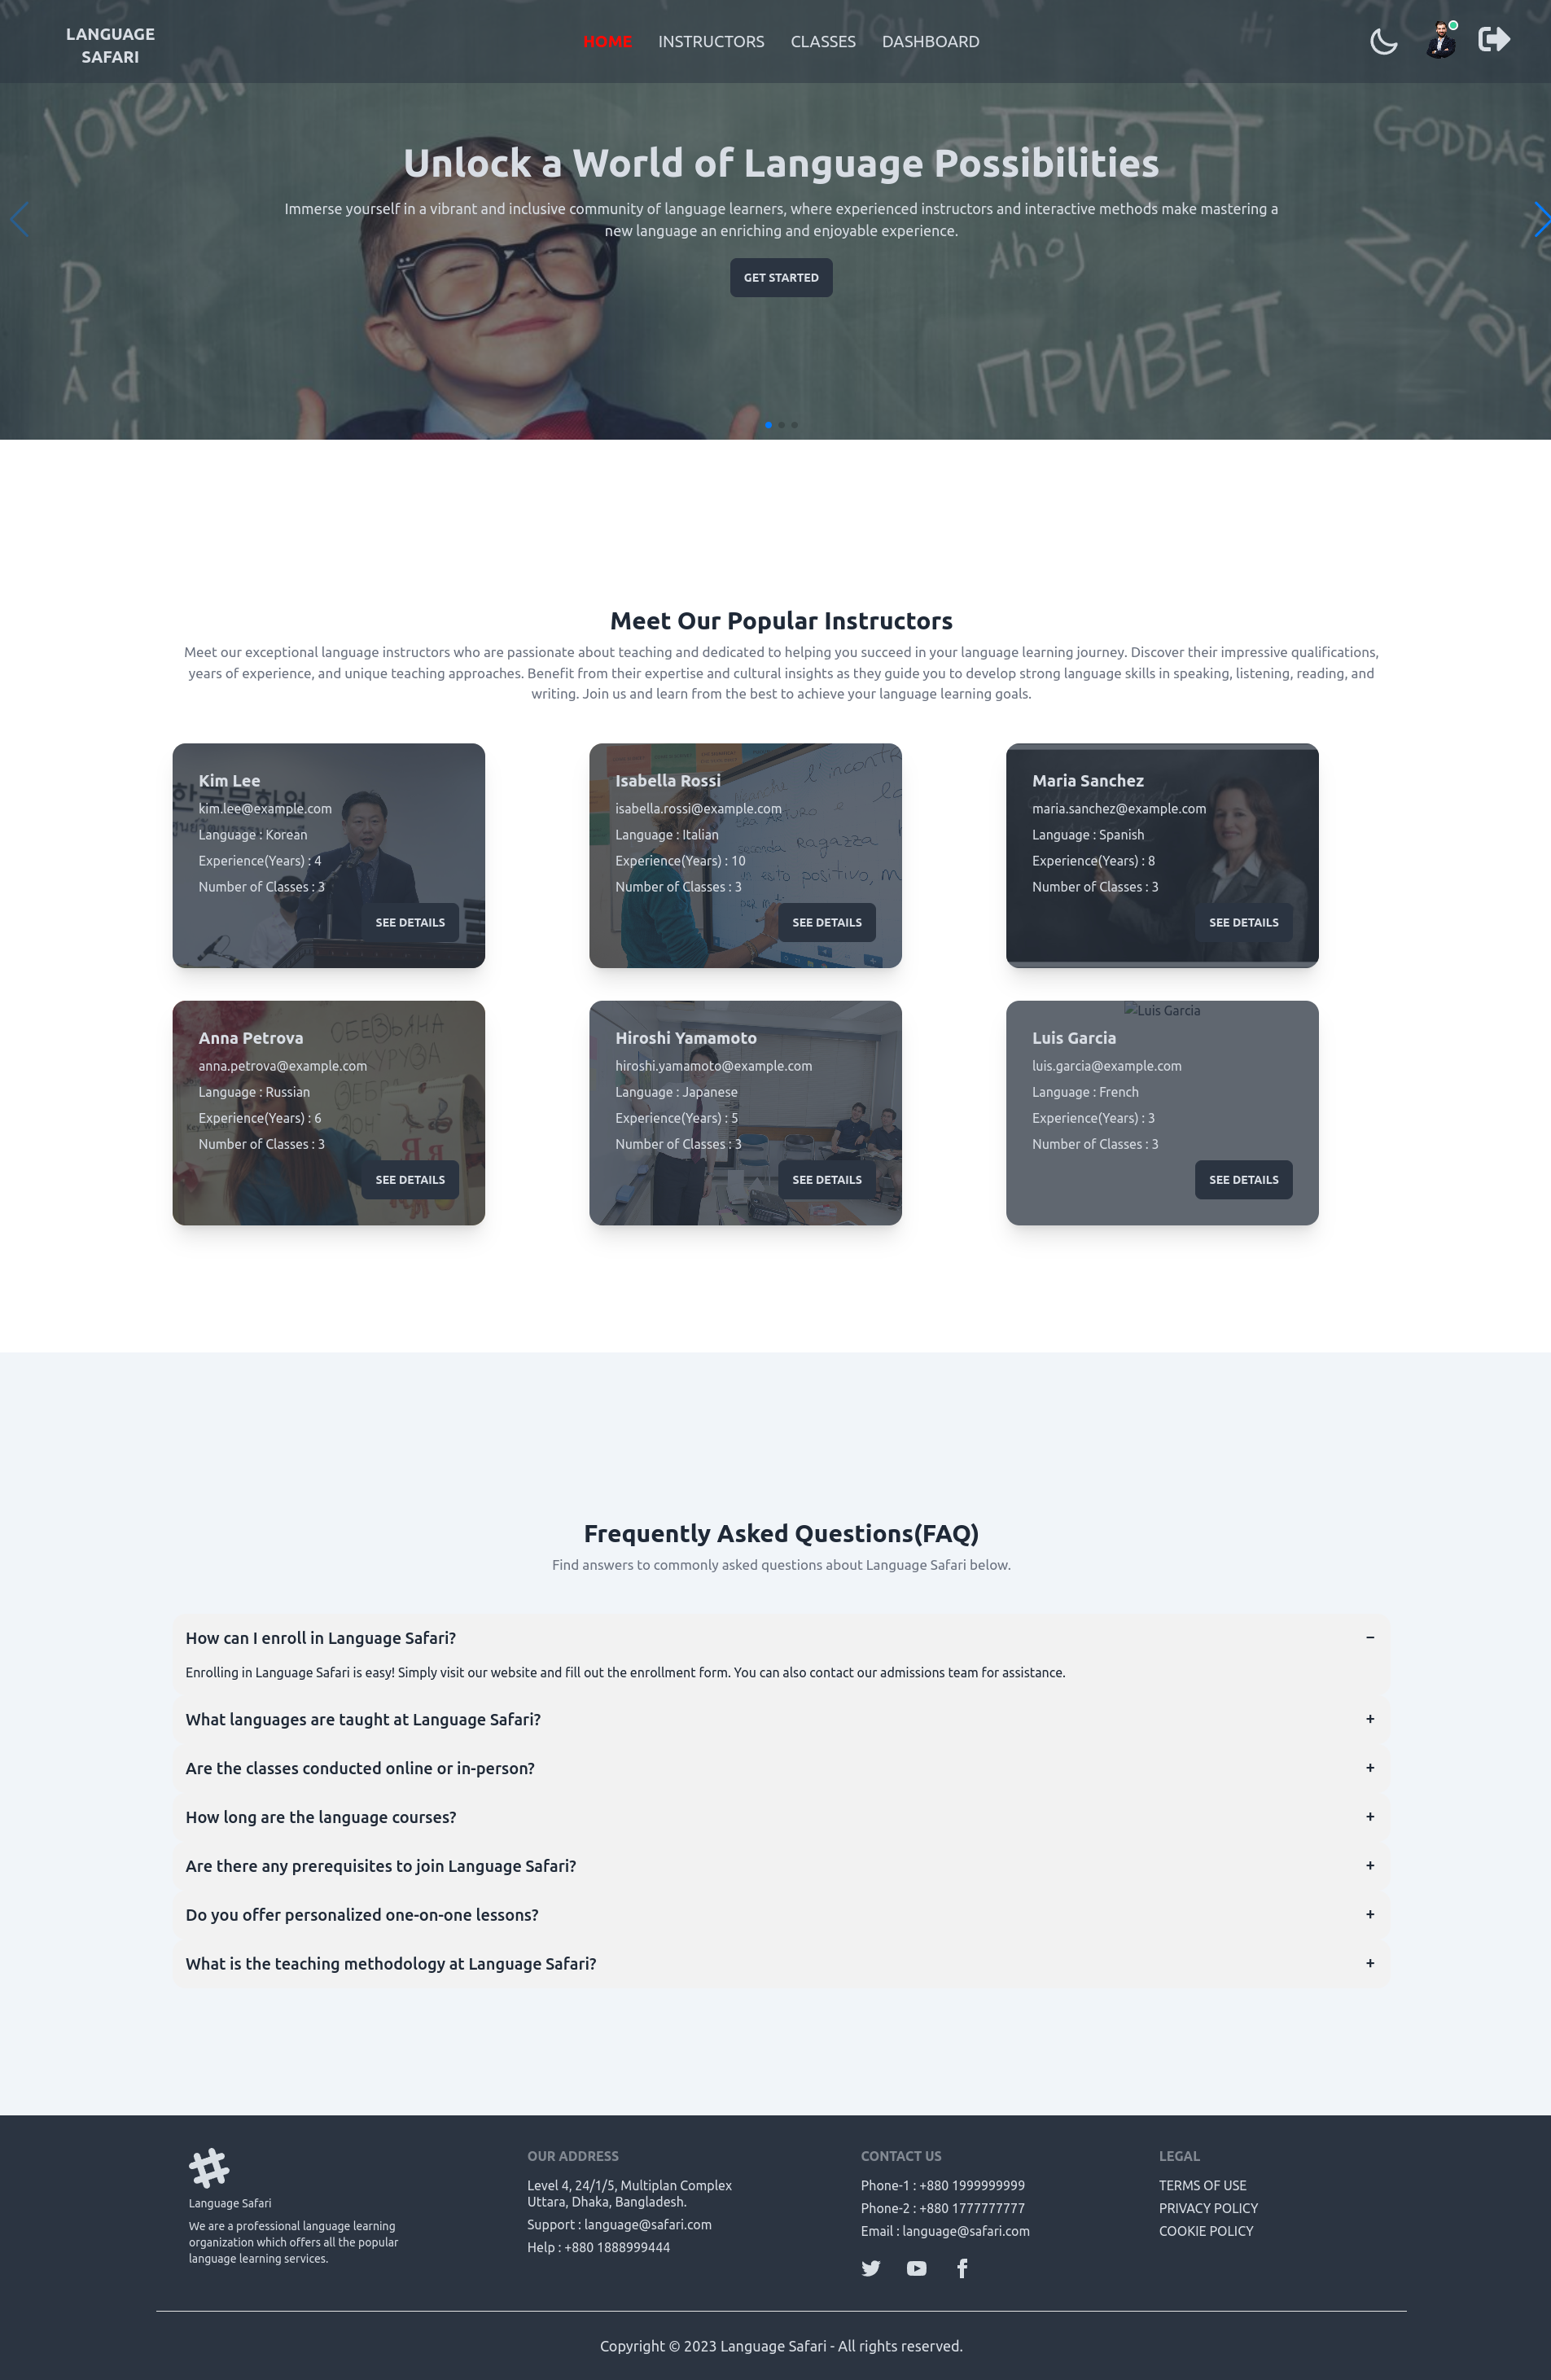 LANGUAGE
SAFARI
HOME INSTRUCTORS CLASSES DASHBOARD
hoy
Hi
lorem
GODDAG
Unlock a World of Language Possibilities
Immerse yourself in a vibrant and inclusive community of language learners, where experienced instructors and interactive methods make mastering a
new language an enriching and enjoyable experience.
Ahoj
GET STARTED
Zdrav
ПРИВЕТ
Meet Our Popular Instructors
Meet our exceptional language instructors who are passionate about teaching and dedicated to helping you succeed in your language learning journey. Discover their impressive qualifications,
years of experience, and unique teaching approaches. Benefit from their expertise and cultural insights as they guide you to develop strong language skills in speaking, listening, reading, and
writing. Join us and learn from the best to achieve your language learning goals.
Kim Lee
kim.lee@example.com
Language : Korean
Experience(Years) : 4
Number of Classes : 3
SEE DETAILS
Isabella Rossi
isabella.rossi@example.com
Language : Italian
Experience(Years) : 10
Number of Classes : 3
SEE DETAILS
ragazza
esto positivo,
Maria Sanchez
maria.sanchez@example.com
Language : Spanish
Experience(Years) : 8
Number of Classes : 3
SEE DETAILS
Anna Petrova
anna.petrova@example.com
Language : Russian
Experience(Years) : 6
Number of Classes : 3
SEE DETAILS
ОБЕЗЬЯНА
КУКУРУЗА
ЗЕБРА
Hiroshi Yamamoto
hiroshi.yamamoto@example.com
Language : Japanese
Experience(Years) : 5
Number of Classes : 3
SEE DETAILS
Luis Garcia
Luis Garcia
luis.garcia@example.com
Language : French
Experience(Years) : 3
Number of Classes : 3
SEE DETAILS
Frequently Asked Questions(FAQ)
Find answers to commonly asked questions about Language Safari below.
How can I enroll in Language Safari? −
Enrolling in Language Safari is easy! Simply visit our website and fill out the enrollment form. You can also contact our admissions team for assistance.
What languages are taught at Language Safari? +
Are the classes conducted online or in-person? +
How long are the language courses? +
Are there any prerequisites to join Language Safari? +
Do you offer personalized one-on-one lessons? +
What is the teaching methodology at Language Safari? +
Language Safari
We are a professional language learning
organization which offers all the popular
language learning services.
OUR ADDRESS
Level 4, 24/1/5, Multiplan Complex
Uttara, Dhaka, Bangladesh.
Support : language@safari.com
Help : +880 1888999444
CONTACT US
Phone-1 : +880 1999999999
Phone-2 : +880 1777777777
Email : language@safari.com
LEGAL
TERMS OF USE
PRIVACY POLICY
COOKIE POLICY
Copyright © 2023 Language Safari - All rights reserved.